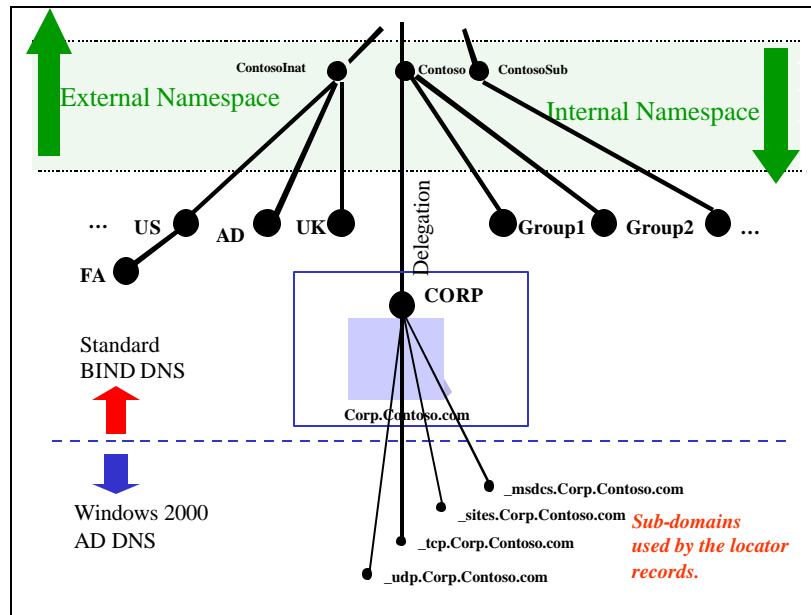 ContosoInat
Contoso
ContosoSub
External Namespace
Internal Namespace
Delegation
... US
AD
UK
Group1
Group2
...
FA
CORP
Standard
BIND DNS
Corp.Contoso.com
Windows 2000
AD DNS
_msdcs.Corp.Contoso.com
_sites.Corp.Contoso.com
_tcp.Corp.Contoso.com
_udp.Corp.Contoso.com
Sub-domains
used by the locator
records.